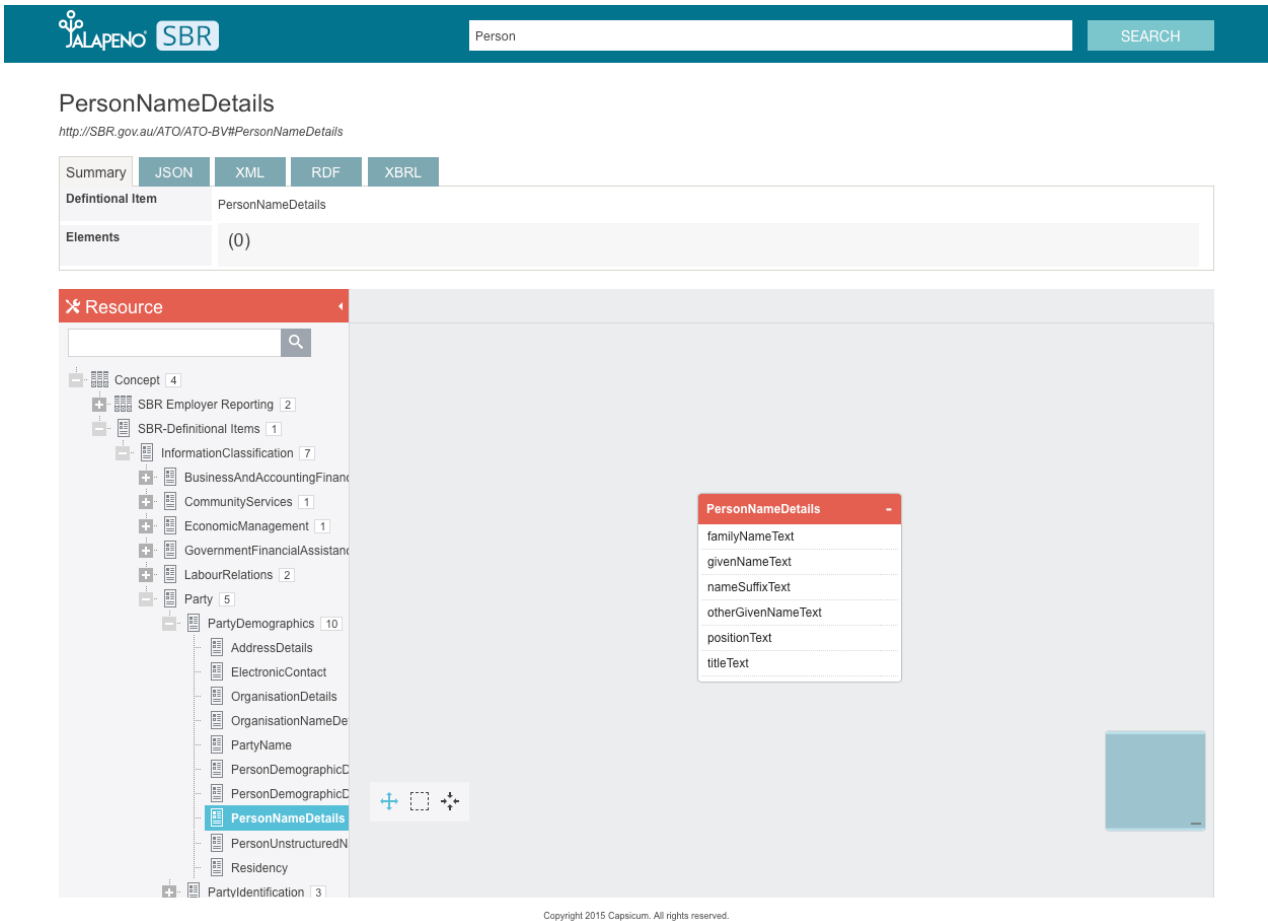 JALAPENO SBR
Person
SEARCH
PersonNameDetails
http://SBR.gov.au/ATO/ATO-BV#PersonNameDetails
Summary JSON XML RDF XBRL
Defintional Item PersonNameDetails
Elements (0)
Resource
Concept 4
SBR Employer Reporting 2
SBR-Definitional Items 1
InformationClassification 7
BusinessAndAccountingFinanc
CommunityServices 1
EconomicManagement 1
GovernmentFinancialAssistanc
LabourRelations 2
Party 5
PartyDemographics 10
AddressDetails
ElectronicContact
OrganisationDetails
OrganisationNameDe
PartyName
PersonDemographicD
PersonDemographicD
PersonNameDetails
PersonUnstructuredN
Residency
PartyIdentification 3
PersonNameDetails -
familyNameText
givenNameText
nameSuffixText
otherGivenNameText
positionText
titleText
Copyright 2015 Capsicum. All rights reserved.